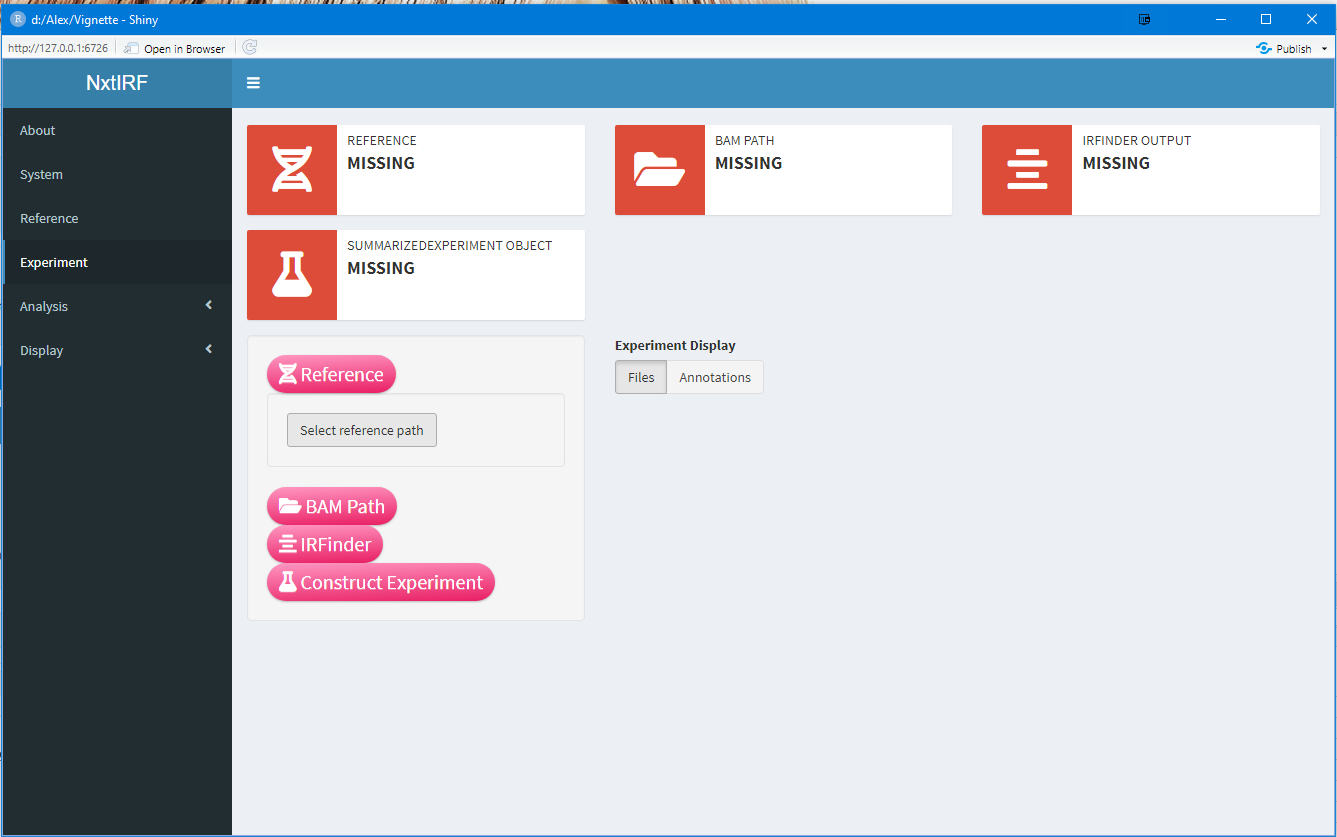 d:/Alex/Vignette - Shiny
http://127.0.0.1:6726 Open in Browser Publish
NxtIRF
About
System
Reference
Experiment
Analysis
Display
REFERENCE
MISSING
BAM PATH
MISSING
IRFINDER OUTPUT
MISSING
SUMMARIZEDEXPERIMENT OBJECT
MISSING
Reference
Select reference path
BAM Path
IRFinder
Construct Experiment
Experiment Display
Files Annotations